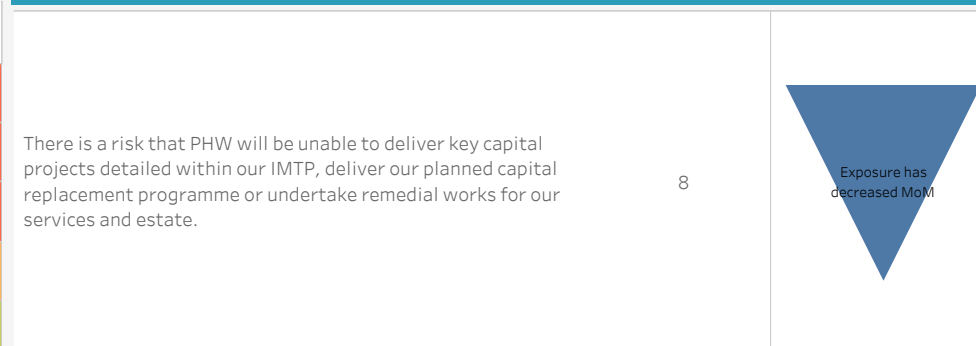 There is a risk that PHW will be unable to deliver key capital
projects detailed within our IMTP, deliver our planned capital
replacement programme or undertake remedial works for our
services and estate.
8
Exposure has
decreased MoM